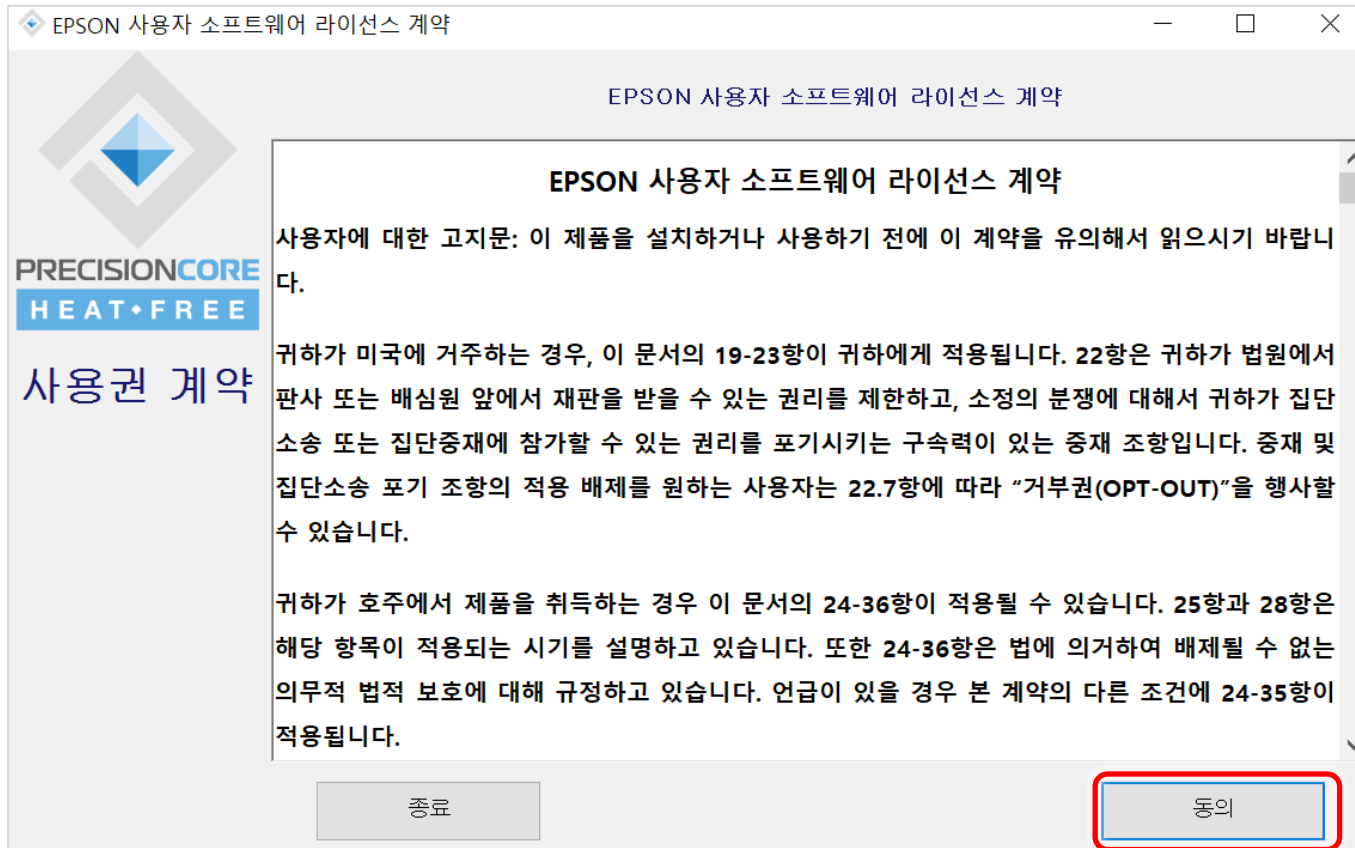 EPSON 사용자 소프트웨어 라이선스 계약
EPSON 사용자 소프트웨어 라이선스 계약
PRECISIONCORE
HEAT FREE
사용권 계약
EPSON 사용자 소프트웨어 라이선스 계약
사용자에 대한 고지문: 이 제품을 설치하거나 사용하기 전에 이 계약을 유의해서 읽으시기 바랍니
다.
귀하가 미국에 거주하는 경우, 이 문서의 19-23항이 귀하에게 적용됩니다. 22항은 귀하가 법원에서
판사 또는 배심원 앞에서 재판을 받을 수 있는 권리를 제한하고, 소정의 분쟁에 대해서 귀하가 집단
소송 또는 집단중재에 참가할 수 있는 권리를 포기시키는 구속력이 있는 중재 조항입니다. 중재 및
집단소송 포기 조항의 적용 배제를 원하는 사용자는 22.7항에 따라 “거부권(OPT-OUT)”을 행사할
수 있습니다.
귀하가 호주에서 제품을 취득하는 경우 이 문서의 24-36항이 적용될 수 있습니다. 25항과 28항은
해당 항목이 적용되는 시기를 설명하고 있습니다. 또한 24-36항은 법에 의거하여 배제될 수 없는
의무적 법적 보호에 대해 규정하고 있습니다. 언급이 있을 경우 본 계약의 다른 조건에 24-35항이
적용됩니다.
종료
동의